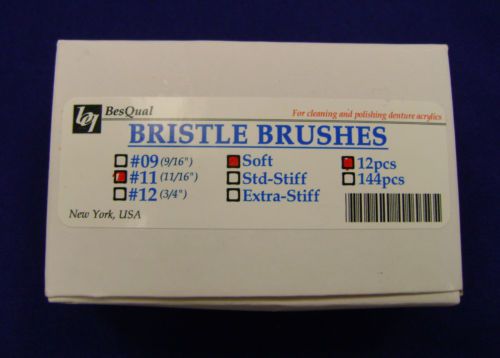 bq BesQual
For cleaning and polishing denture acrylics
BRISTLE BRUSHES
#09 (9/16") Soft 12pcs
#11 (11/16") Std-Stiff 144pcs
#12 (3/4") Extra-Stiff
New York, USA